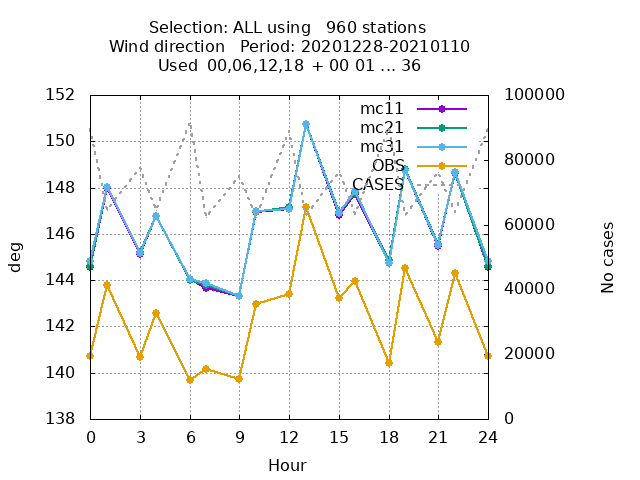 Selection: ALL using   960 stations
Wind direction   Period: 20201228-20210110
Used  00,06,12,18  + 00 01 ... 36
152
150
148
146
144
142
140
138
100000
80000
60000
40000
20000
0
mc11
mc21
mc31
OBS
CASES
deg
No cases
0 3 6 9 12 15 18 21 24
Hour